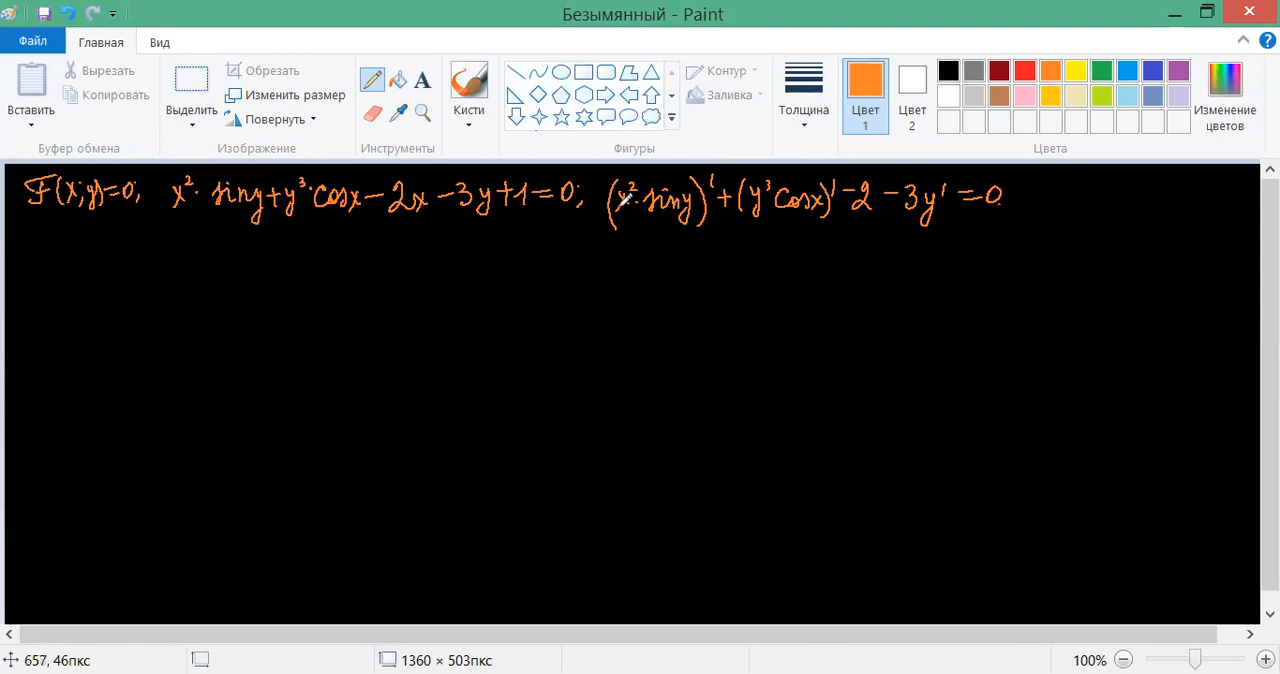 Безымянный - Paint
Файл Главная Вид
Вставить
Вырезать
Копировать
Буфер обмена
Выделить
Обрезать
Изменить размер
Повернуть
Изображение
A
Инструменты
Кисти
Контур
Заливка
Фигуры
Толщина
Цвет 1
Цвет 2
Изменение цветов
Цвета
F(x;y)=0; x²· siny+y³·cosx-2x-3y+1=0; (x²·siny)'+(y³cosx)'-2-3y'=0
657, 46пкс 1360 × 503пкс 100%